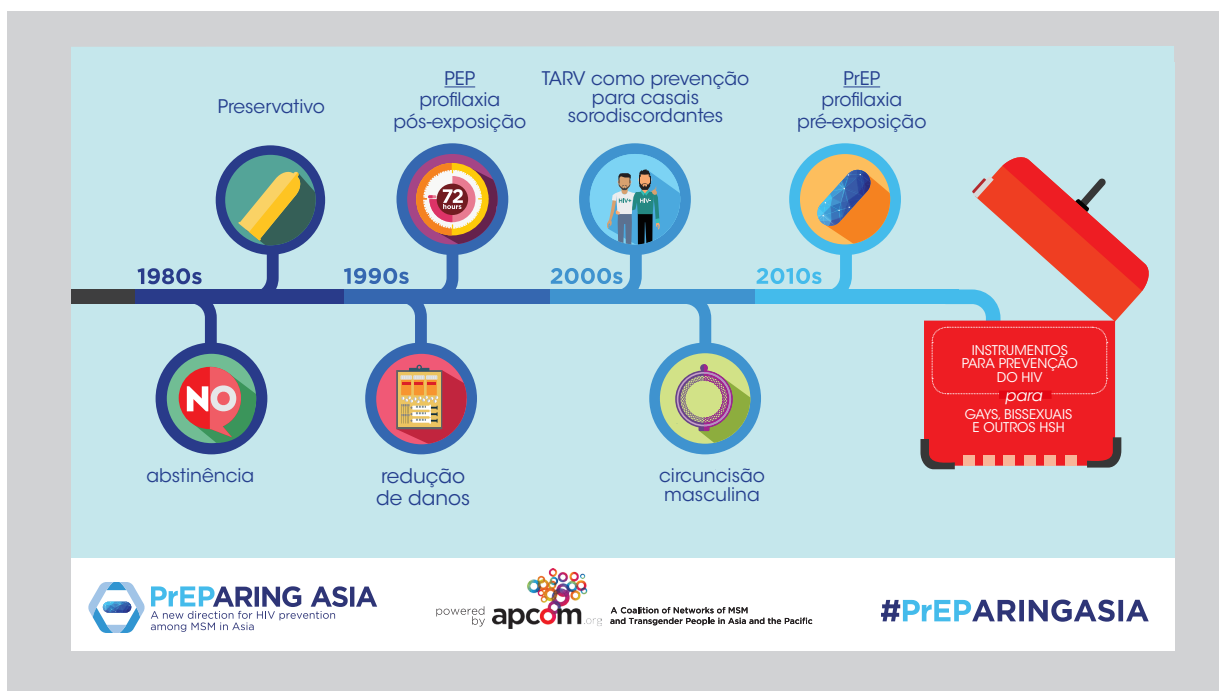 Preservativo
PEP
profilaxia
pós-exposição
TARV como prevenção
para casais
sorodiscordantes
PrEP
profilaxia
pré-exposição
72
hours
HIV+
HIV-
1980s
1990s
2000s
2010s
NO
abstinência
redução
de danos
circuncisão
masculina
INSTRUMENTOS
PARA PREVENÇÃO
DO HIV
para
GAYS, BISSEXUAIS
E OUTROS HSH
PrEPARING ASIA
A new direction for HIV prevention
among MSM in Asia
powered
by
apcom.org
A Coalition of Networks of MSM
and Transgender People in Asia and the Pacific
#PrEPARINGASIA